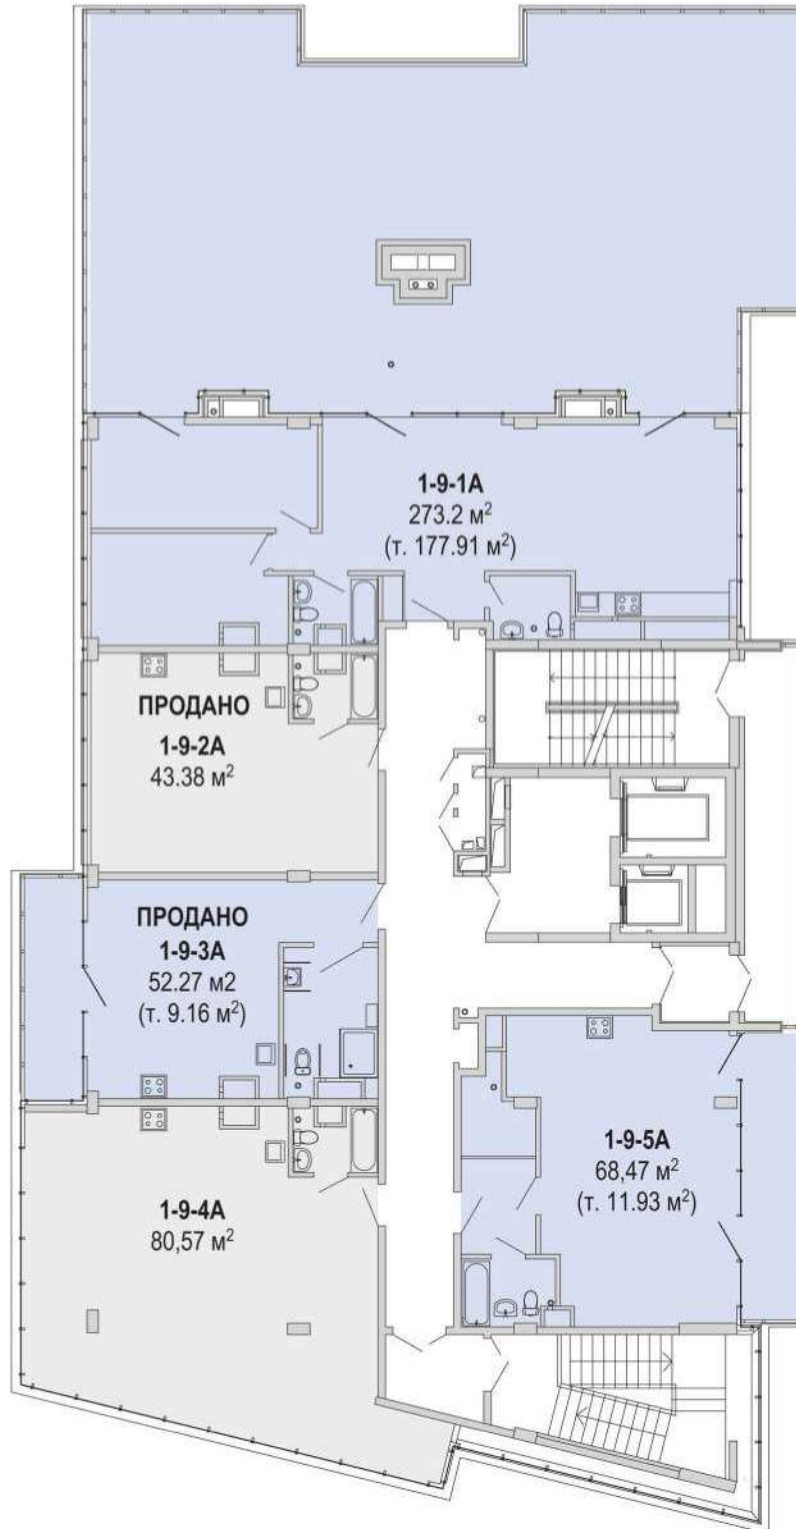 1-9-1А
273.2 м²
(т. 177.91 м²)
ПРОДАНО
1-9-2А
43.38 м²
ПРОДАНО
1-9-3А
52.27 м2
(т. 9.16 м²)
1-9-4А
80,57 м²
1-9-5А
68,47 м²
(т. 11.93 м²)